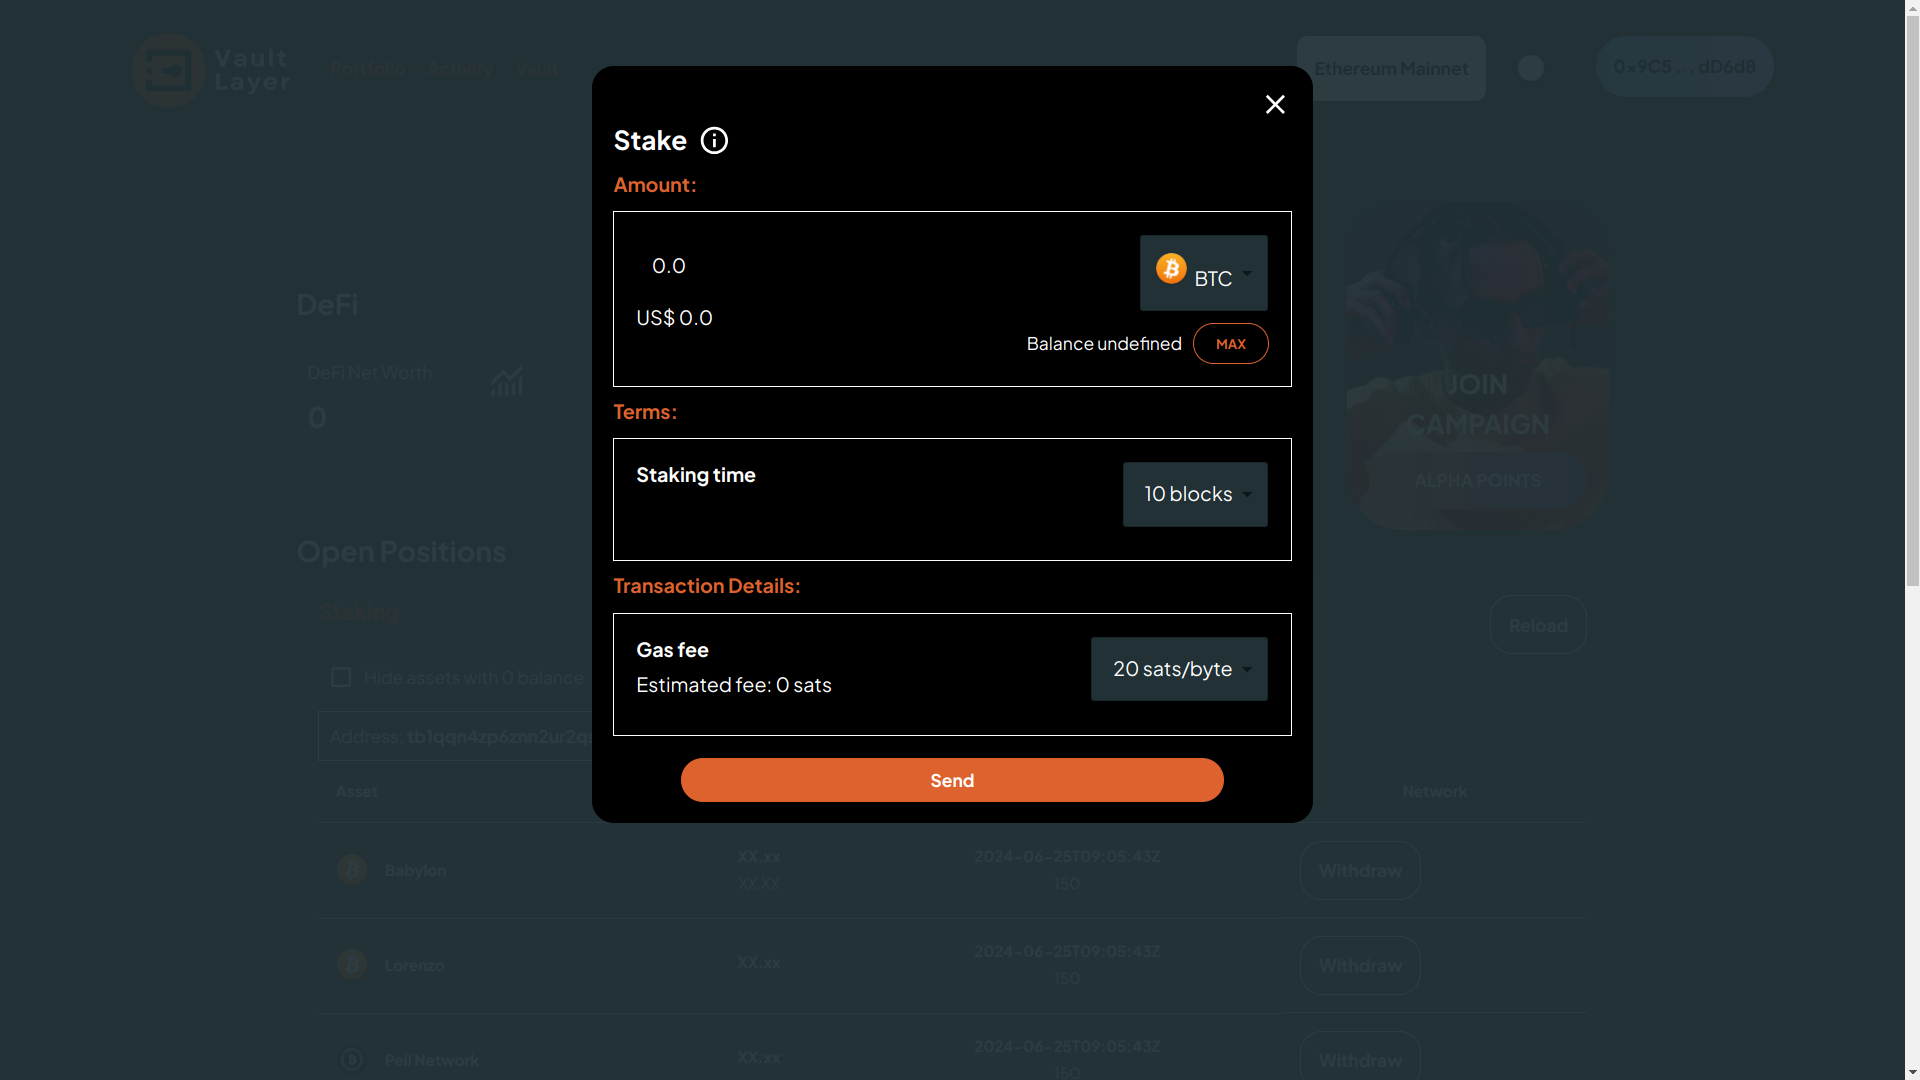 Vault
Layer
Portfolio Activity Vault
Ethereum Mainnet
0x9C5...dD6d8
Stake
Amount:
0.0
BTC
US$ 0.0
Balance undefined MAX
Terms:
Staking time
10 blocks
Transaction Details:
Gas fee
20 sats/byte
Estimated fee: 0 sats
Send
DeFi
DeFi Net Worth
0
JOIN
CAMPAIGN
ALPHA POINTS
Open Positions
Staking
Reload
Hide assets with 0 balance
Address: tb1qqn4zp6znn2ur2qs
Asset Network
Babylon XX.xx 2024-06-25T09:05:43Z Withdraw
XX.XX 150
Lorenzo XX.xx 2024-06-25T09:05:43Z Withdraw
150
Pell Network XX.xx 2024-06-25T09:05:43Z Withdraw
150